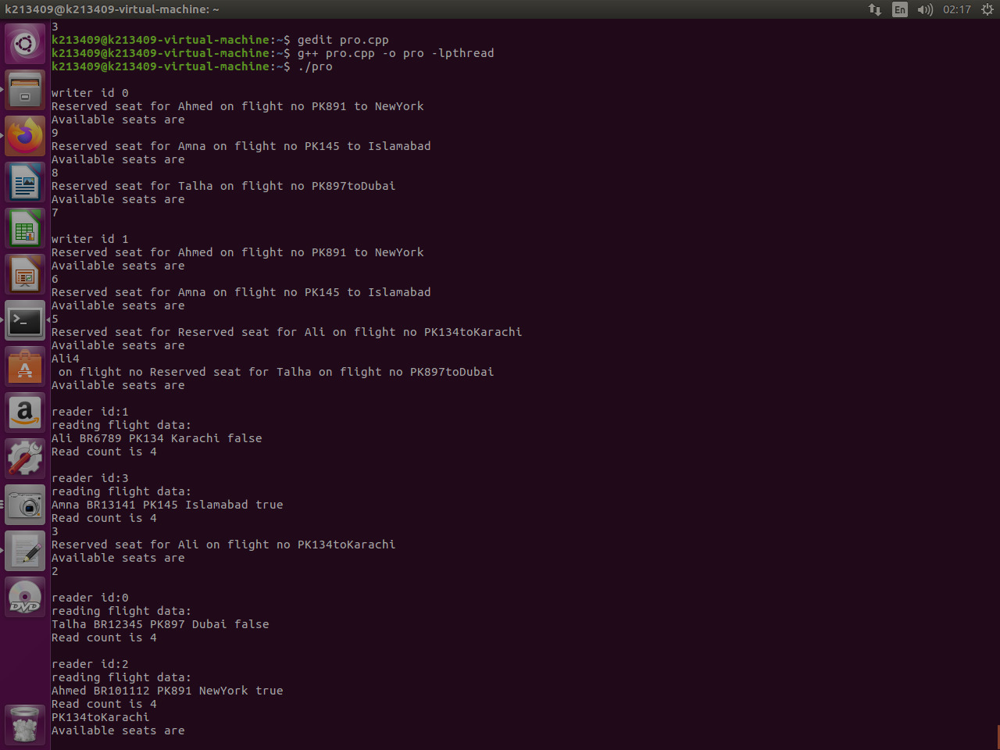 k213409@k213409-virtual-machine: ~
En
02:17
3
k213409@k213409-virtual-machine:~$ gedit pro.cpp
k213409@k213409-virtual-machine:~$ g++ pro.cpp -o pro -lpthread
k213409@k213409-virtual-machine:~$ ./pro
writer id 0
Reserved seat for Ahmed on flight no PK891 to NewYork
Available seats are
9
Reserved seat for Amna on flight no PK145 to Islamabad
Available seats are
8
Reserved seat for Talha on flight no PK897toDubai
Available seats are
7
writer id 1
Reserved seat for Ahmed on flight no PK891 to NewYork
Available seats are
6
Reserved seat for Amna on flight no PK145 to Islamabad
Available seats are
5
Reserved seat for Reserved seat for Ali on flight no PK134toKarachi
Available seats are
Ali4
 on flight no Reserved seat for Talha on flight no PK897toDubai
Available seats are
reader id:1
reading flight data:
Ali BR6789 PK134 Karachi false
Read count is 4
reader id:3
reading flight data:
Amna BR13141 PK145 Islamabad true
Read count is 4
3
Reserved seat for Ali on flight no PK134toKarachi
Available seats are
2
reader id:0
reading flight data:
Talha BR12345 PK897 Dubai false
Read count is 4
reader id:2
reading flight data:
Ahmed BR101112 PK891 NewYork true
Read count is 4
PK134toKarachi
Available seats are
DVD